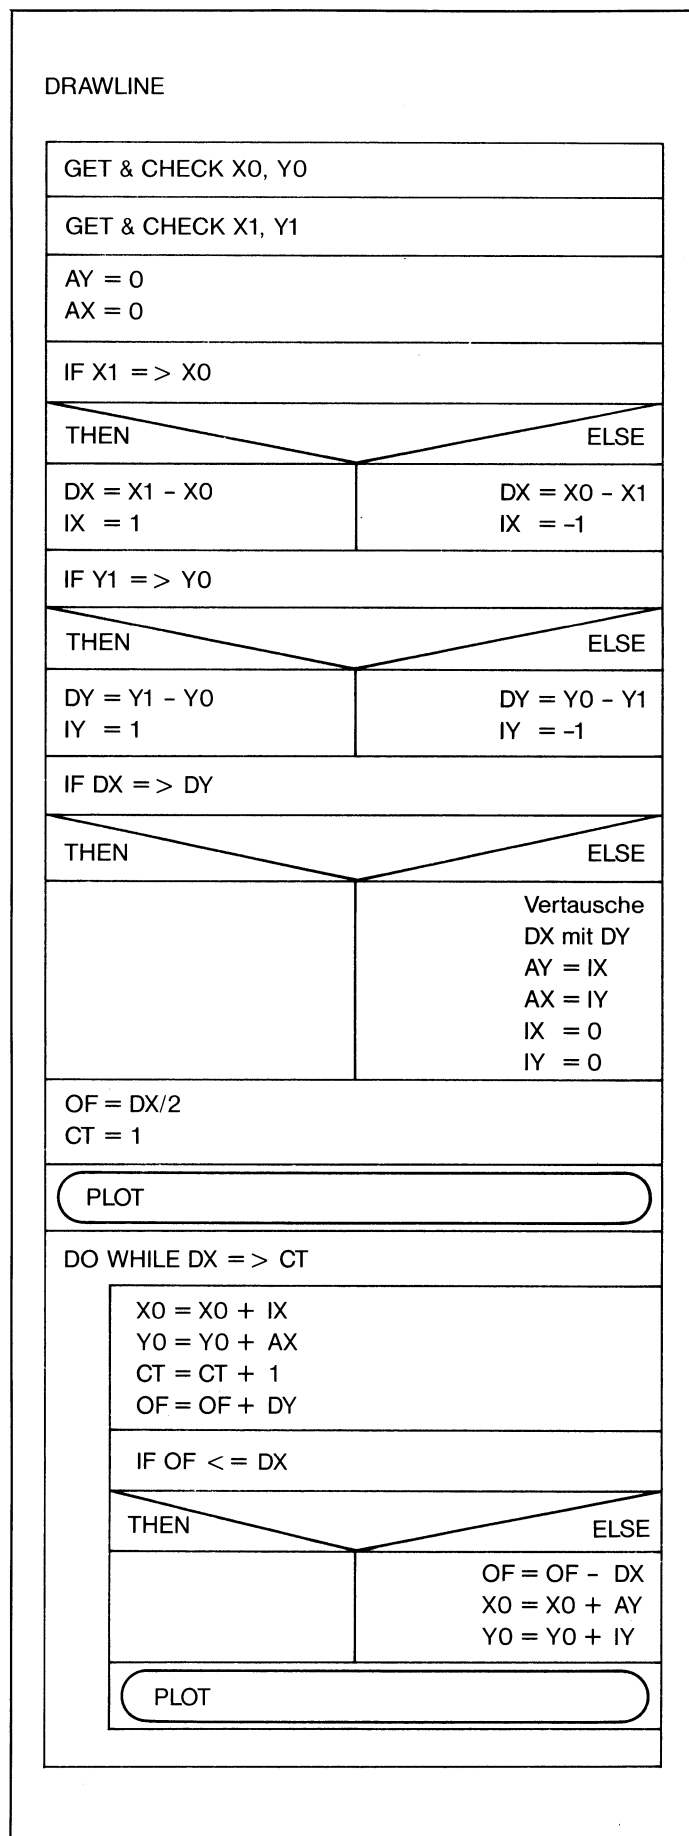 DRAWLINE
GET & CHECK X0, Y0
GET & CHECK X1, Y1
AY = 0
AX = 0
IF X1 = > X0
THEN
ELSE
DX = X1 – X0
IX = 1
DX = X0 – X1
IX = –1
IF Y1 = > Y0
THEN
ELSE
DY = Y1 – Y0
IY = 1
DY = Y0 – Y1
IY = –1
IF DX = > DY
THEN
ELSE
Vertausche
DX mit DY
AY = IX
AX = IY
IX = 0
IY = 0
OF = DX/2
CT = 1
PLOT
DO WHILE DX = > CT
X0 = X0 + IX
Y0 = Y0 + AX
CT = CT + 1
OF = OF + DY
IF OF < = DX
THEN
ELSE
OF = OF – DX
X0 = X0 + AY
Y0 = Y0 + IY
PLOT